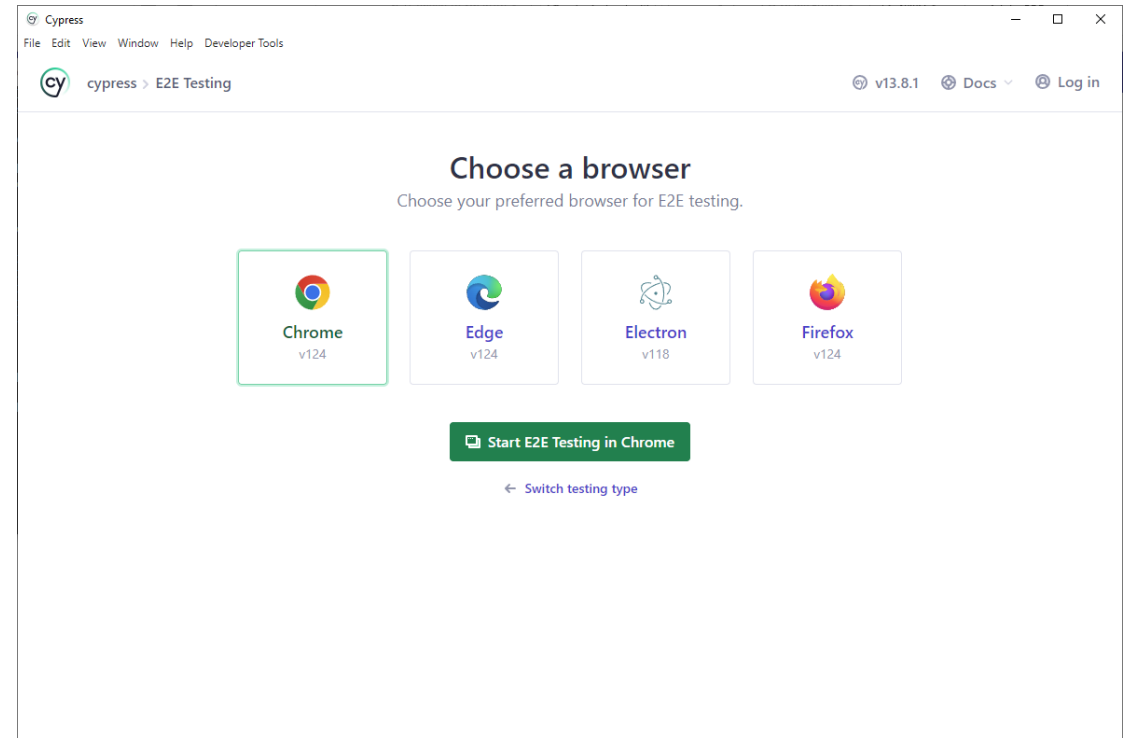 Cypress
File Edit View Window Help Developer Tools
cy cypress > E2E Testing cy v13.8.1 Docs Log in
Choose a browser
Choose your preferred browser for E2E testing.
Chrome Edge Electron Firefox
v124 v124 v118 v124
Start E2E Testing in Chrome
← Switch testing type